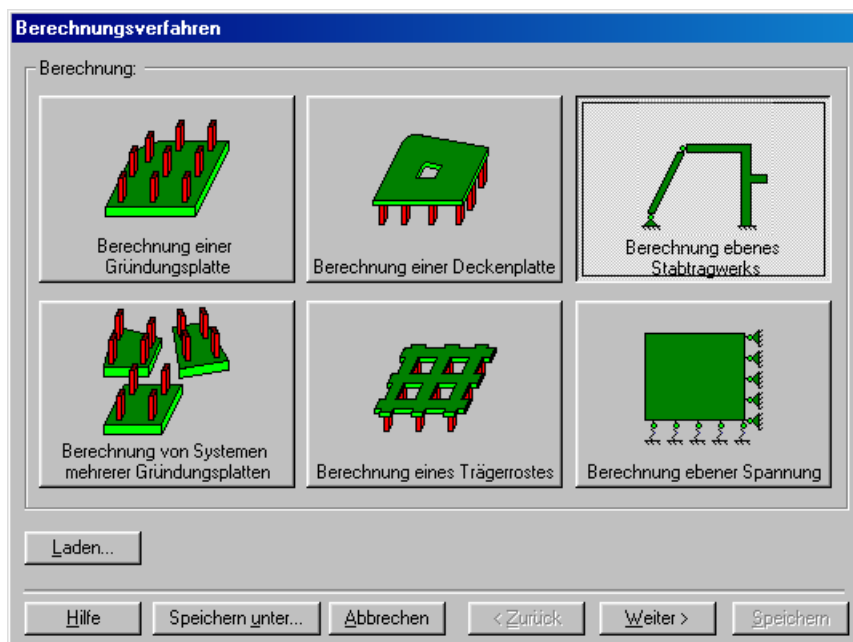 Berechnungsverfahren
Berechnung:
Berechnung einer
Gründungsplatte
Berechnung einer Deckenplatte
Berechnung ebenes
Stabtragwerks
Berechnung von Systemen
mehrerer Gründungsplatten
Berechnung eines Trägerrostes
Berechnung ebener Spannung
Laden...
Hilfe
Speichern unter...
Abbrechen
< Zurück
Weiter >
Speichern